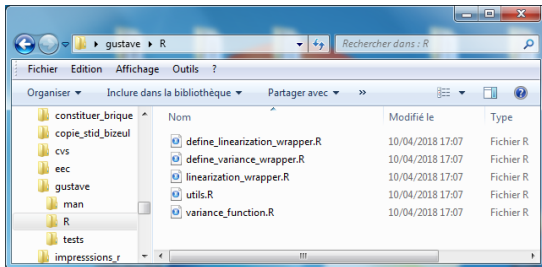 gustave ▸ R
Rechercher dans : R
Fichier Edition Affichage Outils ?
Organiser Inclure dans la bibliothèque Partager avec »
constituer_brique
copie_stid_bizeul
cvs
eec
gustave
man
R
tests
impresssions_r
Nom Modifié le Type
define_linearization_wrapper.R 10/04/2018 17:07 Fichier R
define_variance_wrapper.R 10/04/2018 17:07 Fichier R
linearization_wrapper.R 10/04/2018 17:07 Fichier R
utils.R 10/04/2018 17:07 Fichier R
variance_function.R 10/04/2018 17:07 Fichier R